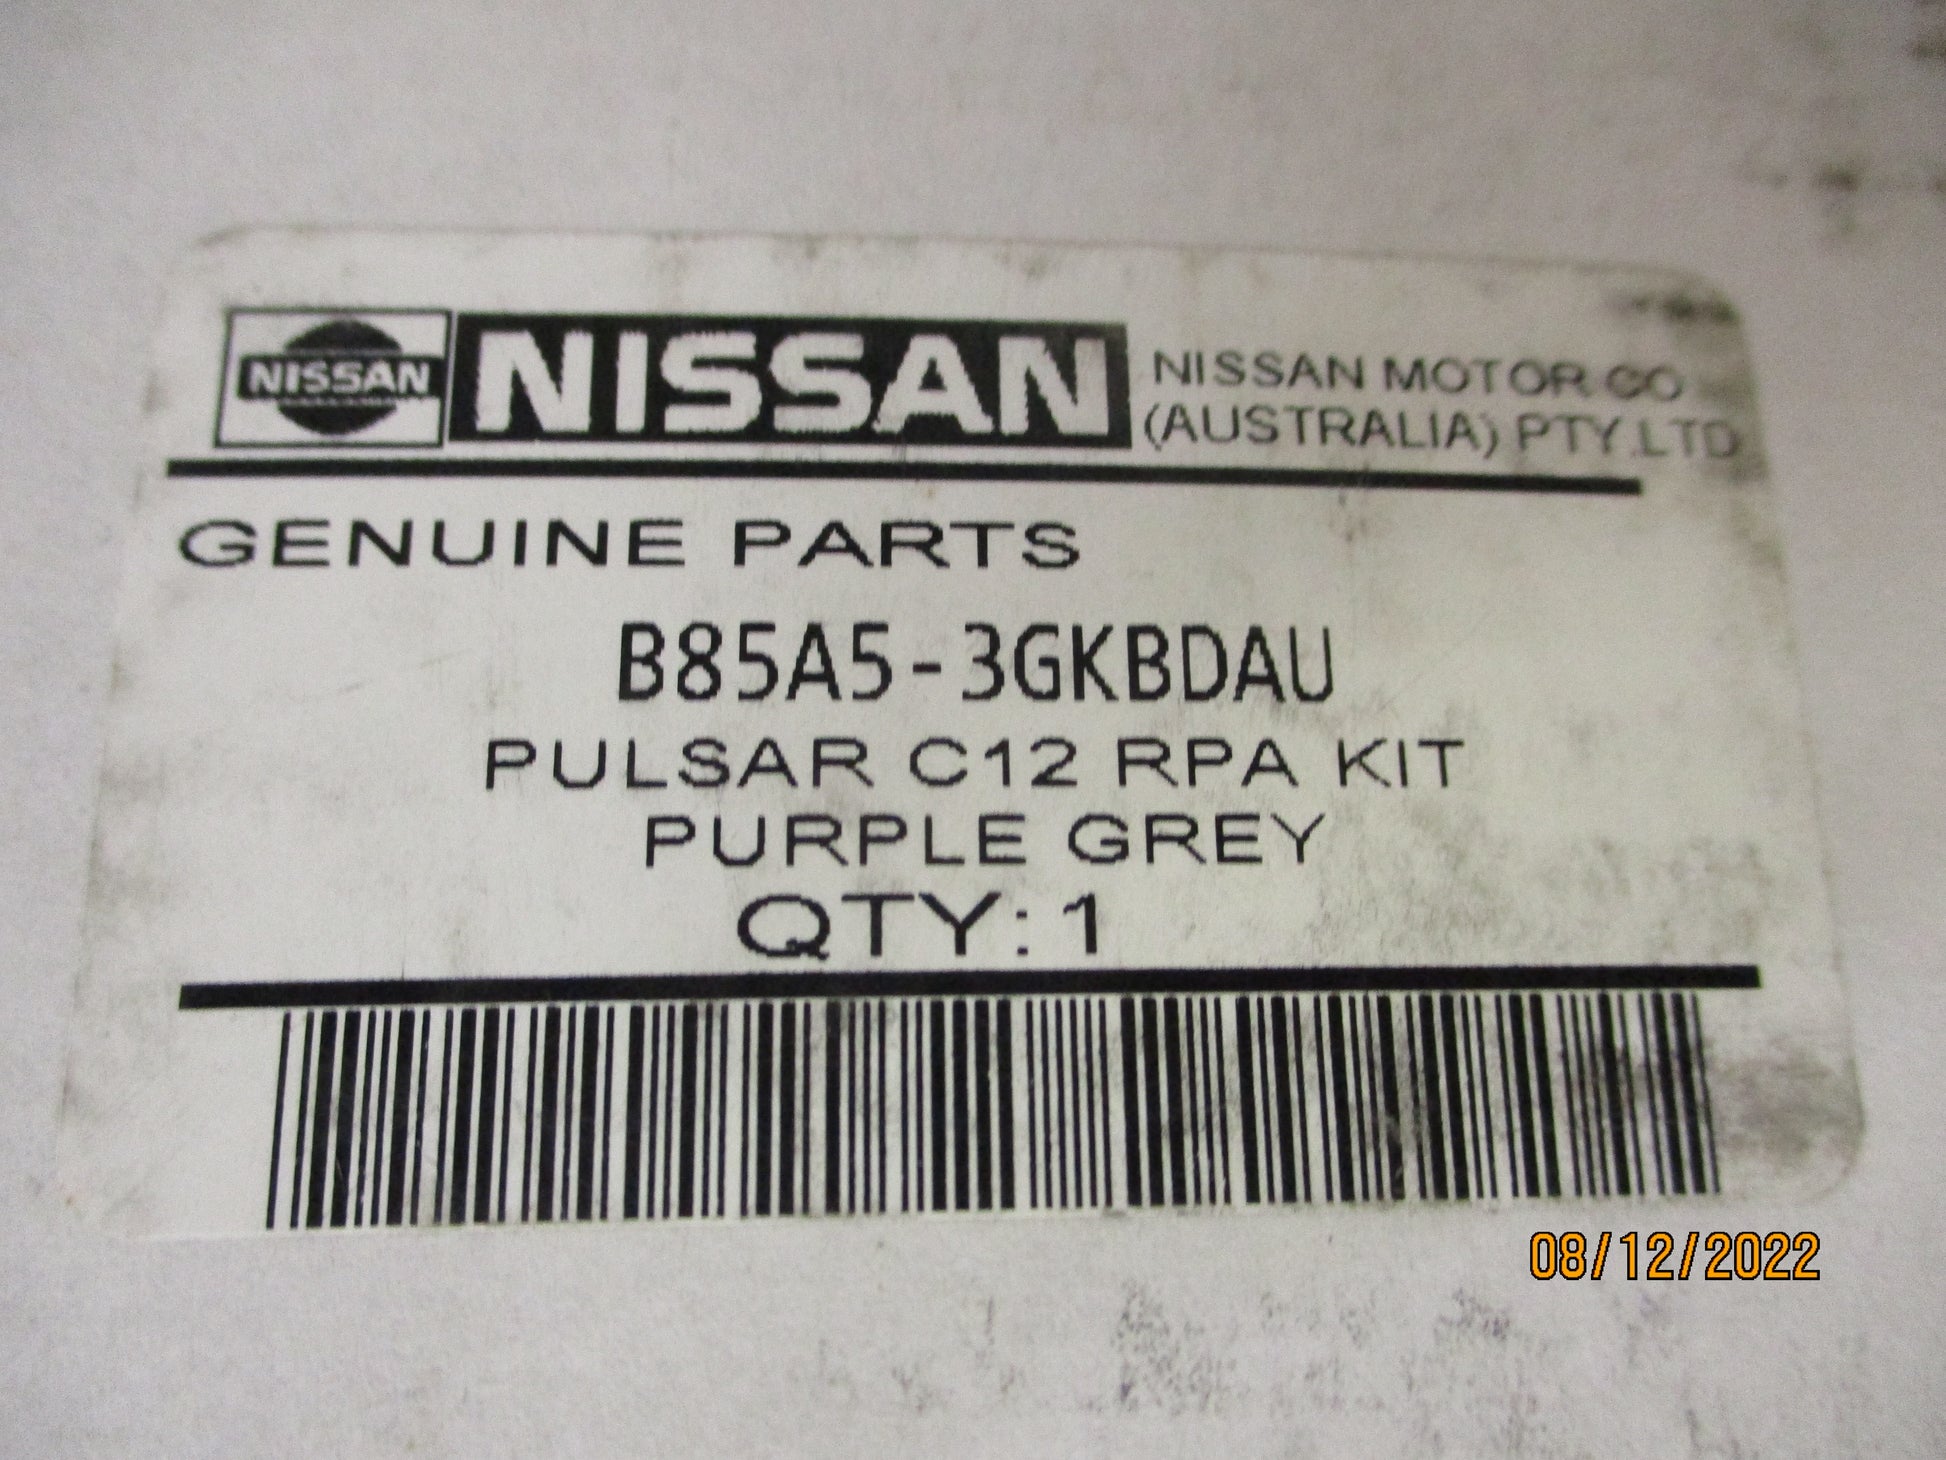 NISSAN NISSAN NISSAN MOTOR CO
(AUSTRALIA) PTY.LTD
GENUINE PARTS
B85A5-3GKBDAU
PULSAR C12 RPA KIT
PURPLE GREY
QTY:1
08/12/2022